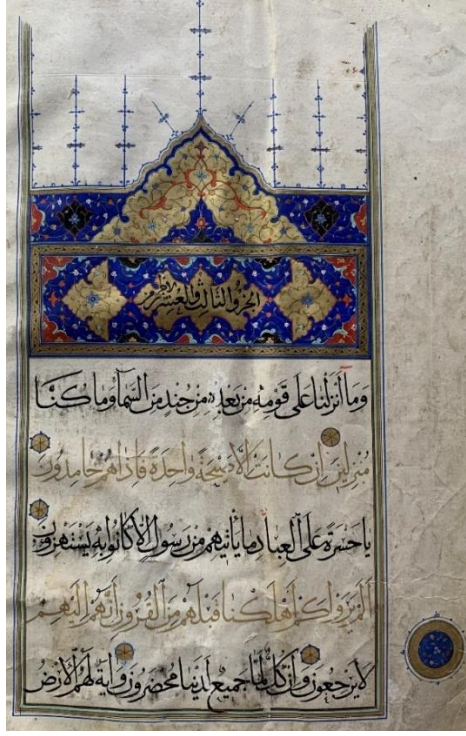 الجزو الثالث والعشرون
وما أنزلنا على قومه من بعده من جند من السماء وما كنا
منزلين إن كانت إلا صيحة واحدة فإذا هم خامدون
يا حسرة على العباد ما يأتيهم من رسول إلا كانوا به يستهزؤن
ألم يروا كم أهلكنا قبلهم من القرون أنهم إليهم
لا يرجعون وإن كل لما جميع لدينا محضرون وآية لهم الأرض